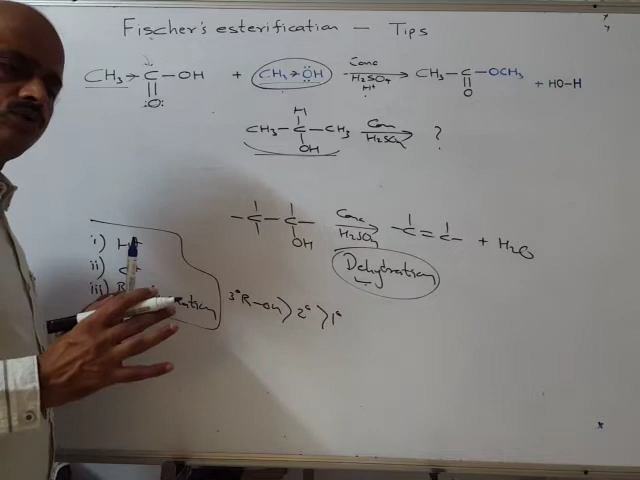 Fischer's esterification - Tips
CH3 → C - OH + CH3 → ÖH Conc H2SO4 H+ CH3 - C - OCH3 + HO-H
:O: O
H
CH3 - C - CH3 Conc H2SO4 ?
OH
- C - C - Conc H2SO4 - C = C - + H2O
OH
Dehydration
i) H+
ii) C+
iii) R
3° R-OH > 2° > 1°